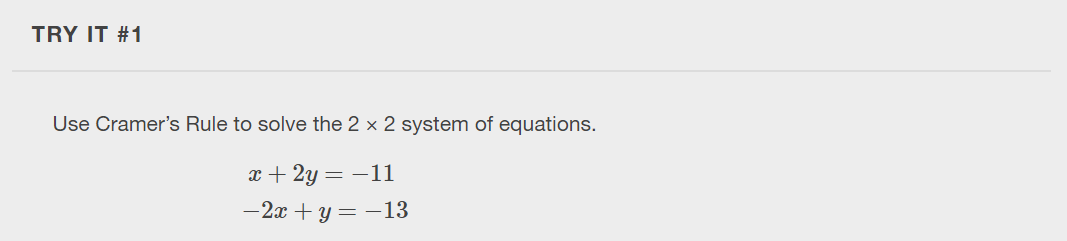 TRY IT #1
Use Cramer’s Rule to solve the 2 × 2 system of equations.
x + 2y = −11
−2x + y = −13